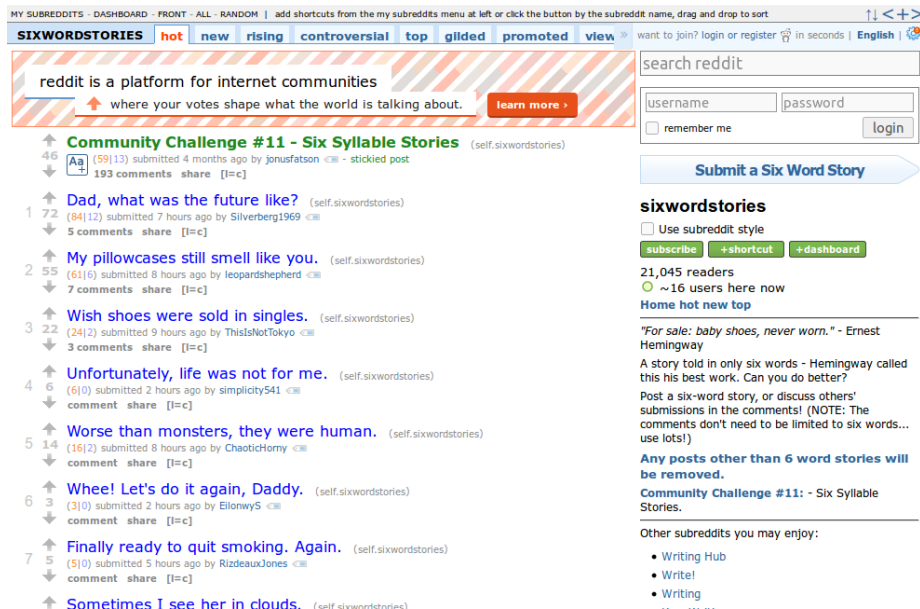 MY SUBREDDITS - DASHBOARD - FRONT - ALL - RANDOM | add shortcuts from the my subreddits menu at left or click the button by the subreddit name, drag and drop to sort
SIXWORDSTORIES hot new rising controversial top gilded promoted view » want to join? login or register in seconds | English |
reddit is a platform for internet communities
where your votes shape what the world is talking about. learn more ›
search reddit
username password
remember me login
Submit a Six Word Story
46 Community Challenge #11 - Six Syllable Stories (self.sixwordstories)
Aa+ (59|13) submitted 4 months ago by jonusfatson - stickied post
193 comments share [l=c]
1 72 Dad, what was the future like? (self.sixwordstories)
(84|12) submitted 7 hours ago by Silverberg1969
5 comments share [l=c]
2 55 My pillowcases still smell like you. (self.sixwordstories)
(61|6) submitted 8 hours ago by leopardshepherd
7 comments share [l=c]
3 22 Wish shoes were sold in singles. (self.sixwordstories)
(24|2) submitted 9 hours ago by ThisIsNotTokyo
3 comments share [l=c]
4 6 Unfortunately, life was not for me. (self.sixwordstories)
(6|0) submitted 2 hours ago by simplicity541
comment share [l=c]
5 14 Worse than monsters, they were human. (self.sixwordstories)
(16|2) submitted 8 hours ago by ChaoticHorny
comment share [l=c]
6 3 Whee! Let's do it again, Daddy. (self.sixwordstories)
(3|0) submitted 2 hours ago by EilonwyS
comment share [l=c]
7 5 Finally ready to quit smoking. Again. (self.sixwordstories)
(5|0) submitted 5 hours ago by RizdeauxJones
comment share [l=c]
Sometimes I see her in clouds. (self.sixwordstories)
sixwordstories
Use subreddit style
subscribe +shortcut +dashboard
21,045 readers
~16 users here now
Home hot new top
"For sale: baby shoes, never worn." - Ernest
Hemingway
A story told in only six words - Hemingway called
this his best work. Can you do better?
Post a six-word story, or discuss others'
submissions in the comments! (NOTE: The
comments don't need to be limited to six words...
use lots!)
Any posts other than 6 word stories will
be removed.
Community Challenge #11: - Six Syllable
Stories.
Other subreddits you may enjoy:
• Writing Hub
• Write!
• Writing